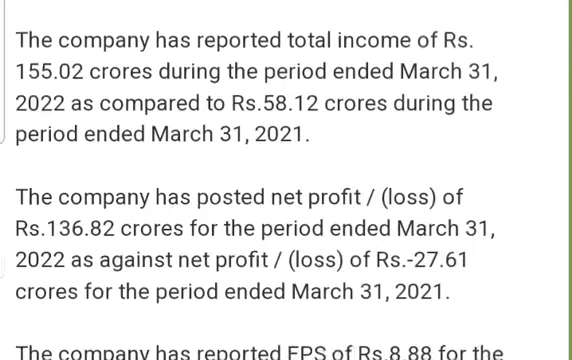 The company has reported total income of Rs.
155.02 crores during the period ended March 31,
2022 as compared to Rs.58.12 crores during the
period ended March 31, 2021.
The company has posted net profit / (loss) of
Rs.136.82 crores for the period ended March 31,
2022 as against net profit / (loss) of Rs.-27.61
crores for the period ended March 31, 2021.
The company has reported EPS of Rs.8.88 for the